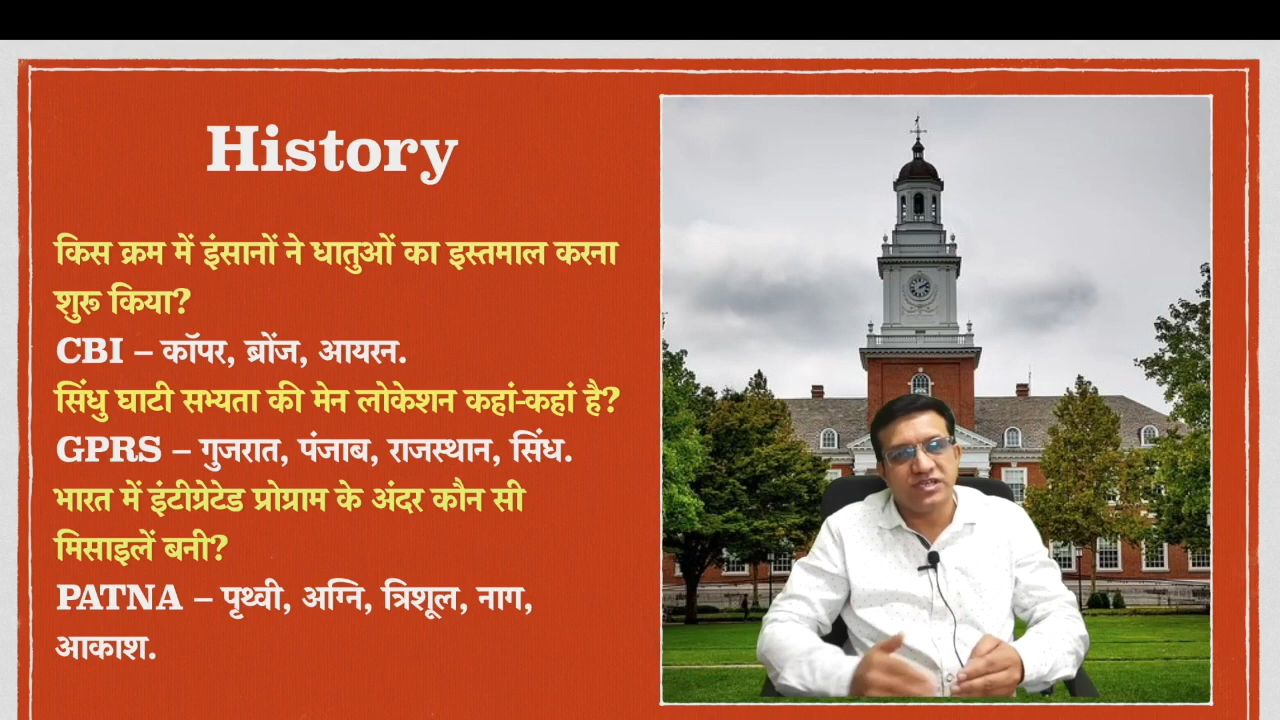 History
किस क्रम में इंसानों ने धातुओं का इस्तमाल करना
शुरू किया?
CBI – कॉपर, ब्रोंज, आयरन.
सिंधु घाटी सभ्यता की मेन लोकेशन कहां-कहां है?
GPRS – गुजरात, पंजाब, राजस्थान, सिंध.
भारत में इंटीग्रेटेड प्रोग्राम के अंदर कौन सी
मिसाइलें बनी?
PATNA – पृथ्वी, अग्नि, त्रिशूल, नाग,
आकाश.